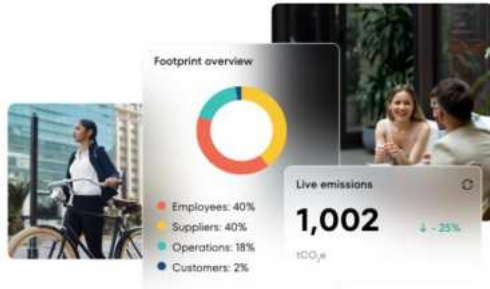 Footprint overview
Employees: 40%
Suppliers: 40%
Operations: 18%
Customers: 2%
Live emissions
1,002
↓ - 25%
tCO₂e